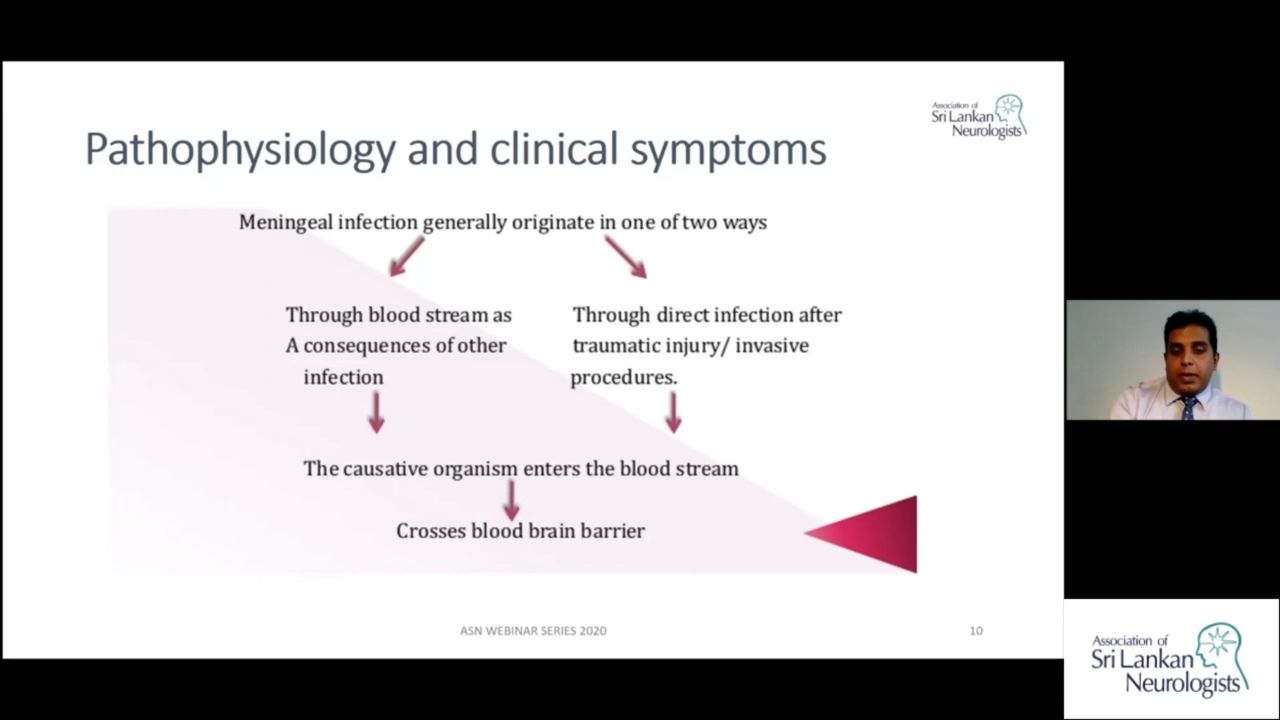 Association of
Sri Lankan
Neurologists
Pathophysiology and clinical symptoms
Meningeal infection generally originate in one of two ways
Through blood stream as
A consequences of other
infection
Through direct infection after
traumatic injury/ invasive
procedures.
The causative organism enters the blood stream
Crosses blood brain barrier
ASN WEBINAR SERIES 2020
10
Association of
Sri Lankan
Neurologists